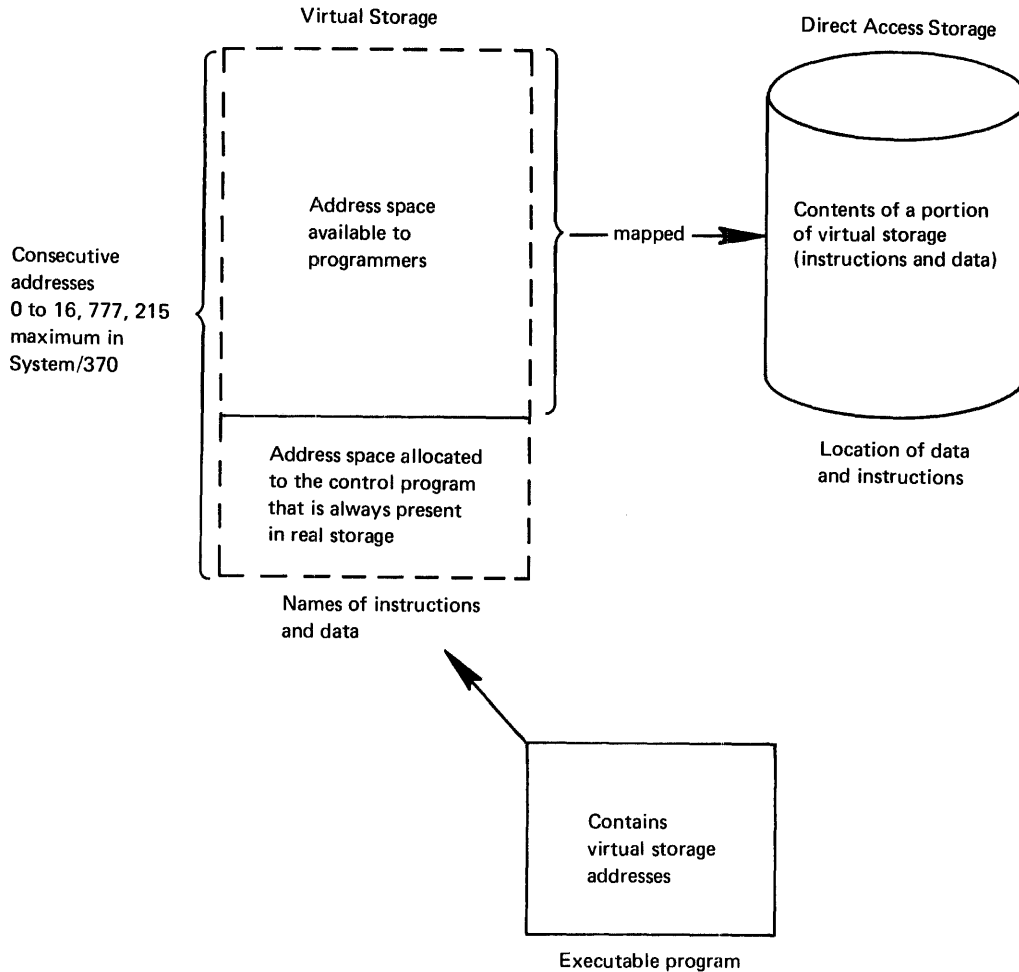 Virtual Storage
Direct Access Storage
Address space
available to
programmers
mapped
Contents of a portion
of virtual storage
(instructions and data)
Consecutive
addresses
0 to 16, 777, 215
maximum in
System/370
Address space allocated
to the control program
that is always present
in real storage
Location of data
and instructions
Names of instructions
and data
Contains
virtual storage
addresses
Executable program